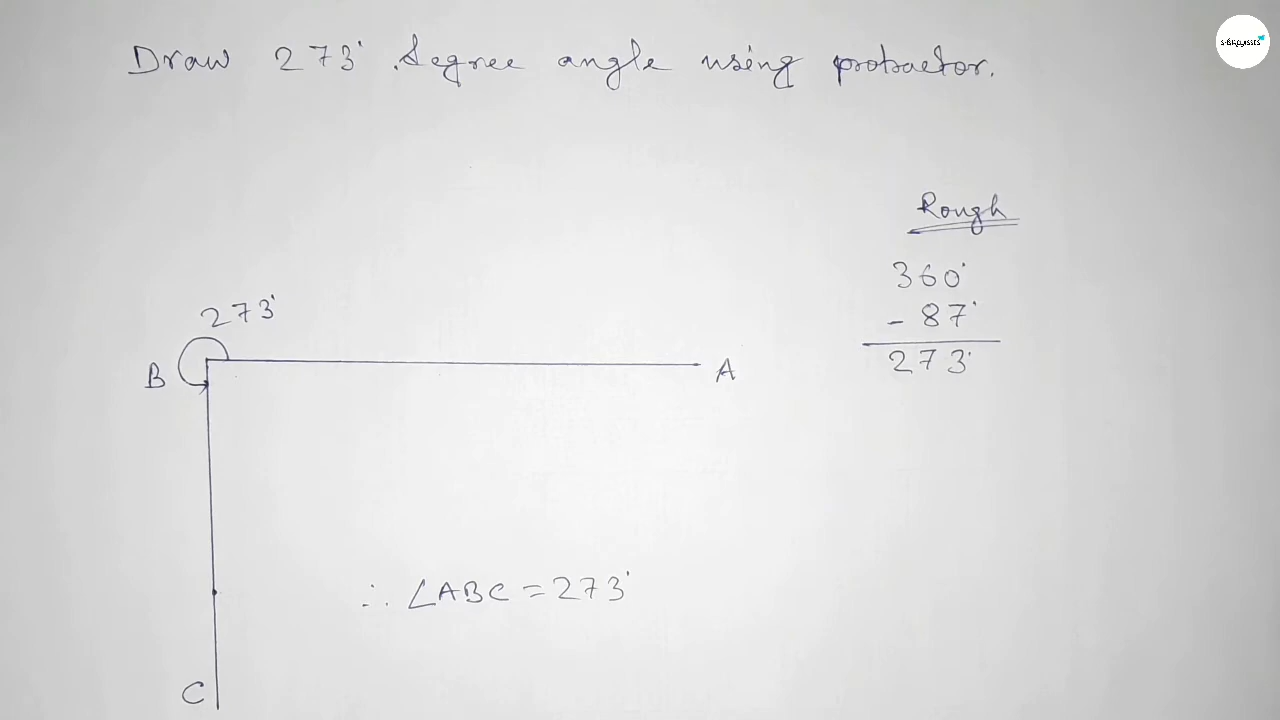 Draw 273° degree angle using protractor.
Rough
360°
- 87°
273°
273°
B
A
∴ ∠ABC = 273°
C